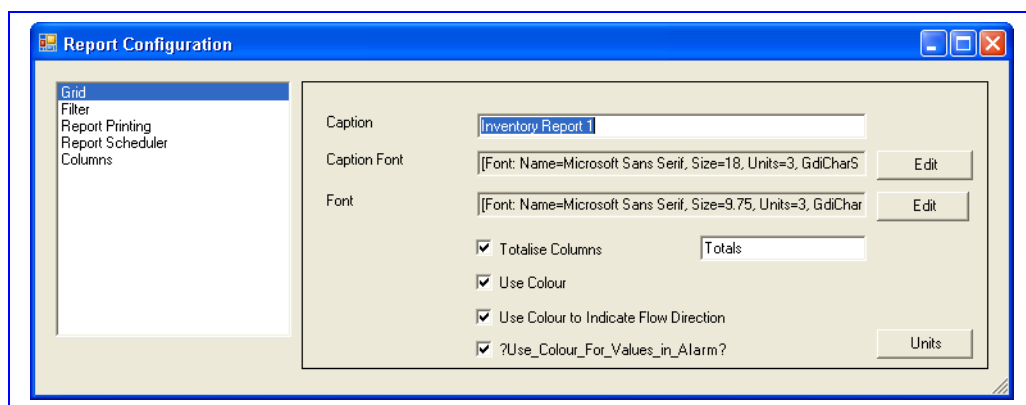 Report Configuration
Grid
Filter
Report Printing
Report Scheduler
Columns
Caption
Inventory Report 1
Caption Font
[Font: Name=Microsoft Sans Serif, Size=18, Units=3, GdiCharS
Edit
Font
[Font: Name=Microsoft Sans Serif, Size=9.75, Units=3, GdiChar
Edit
Totalise Columns
Totals
Use Colour
Use Colour to Indicate Flow Direction
?Use_Colour_For_Values_in_Alarm?
Units